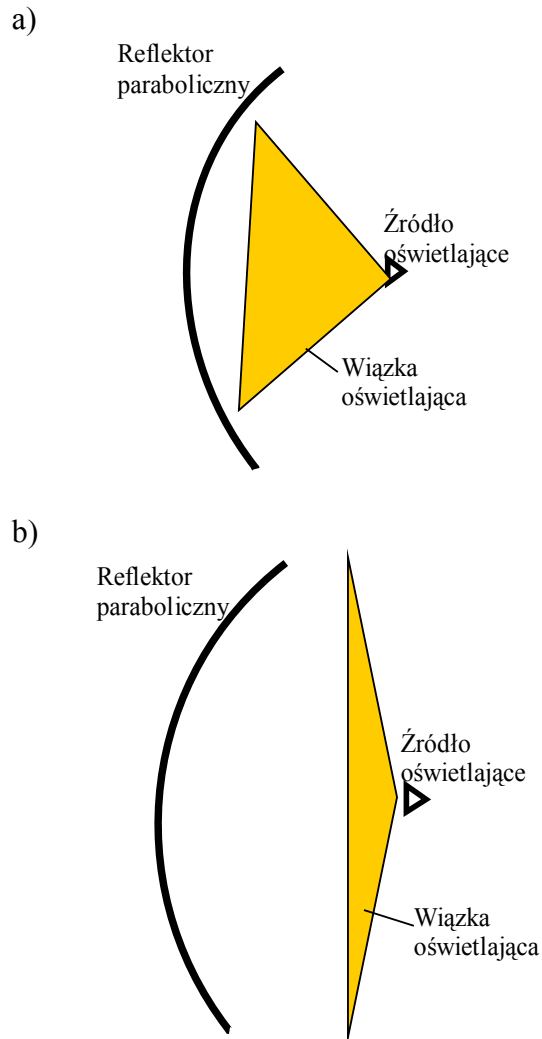 a)
Reflektor
paraboliczny
Źródło
oświetlające
Wiązka
oświetlająca
b)
Reflektor
paraboliczny
Źródło
oświetlające
Wiązka
oświetlająca